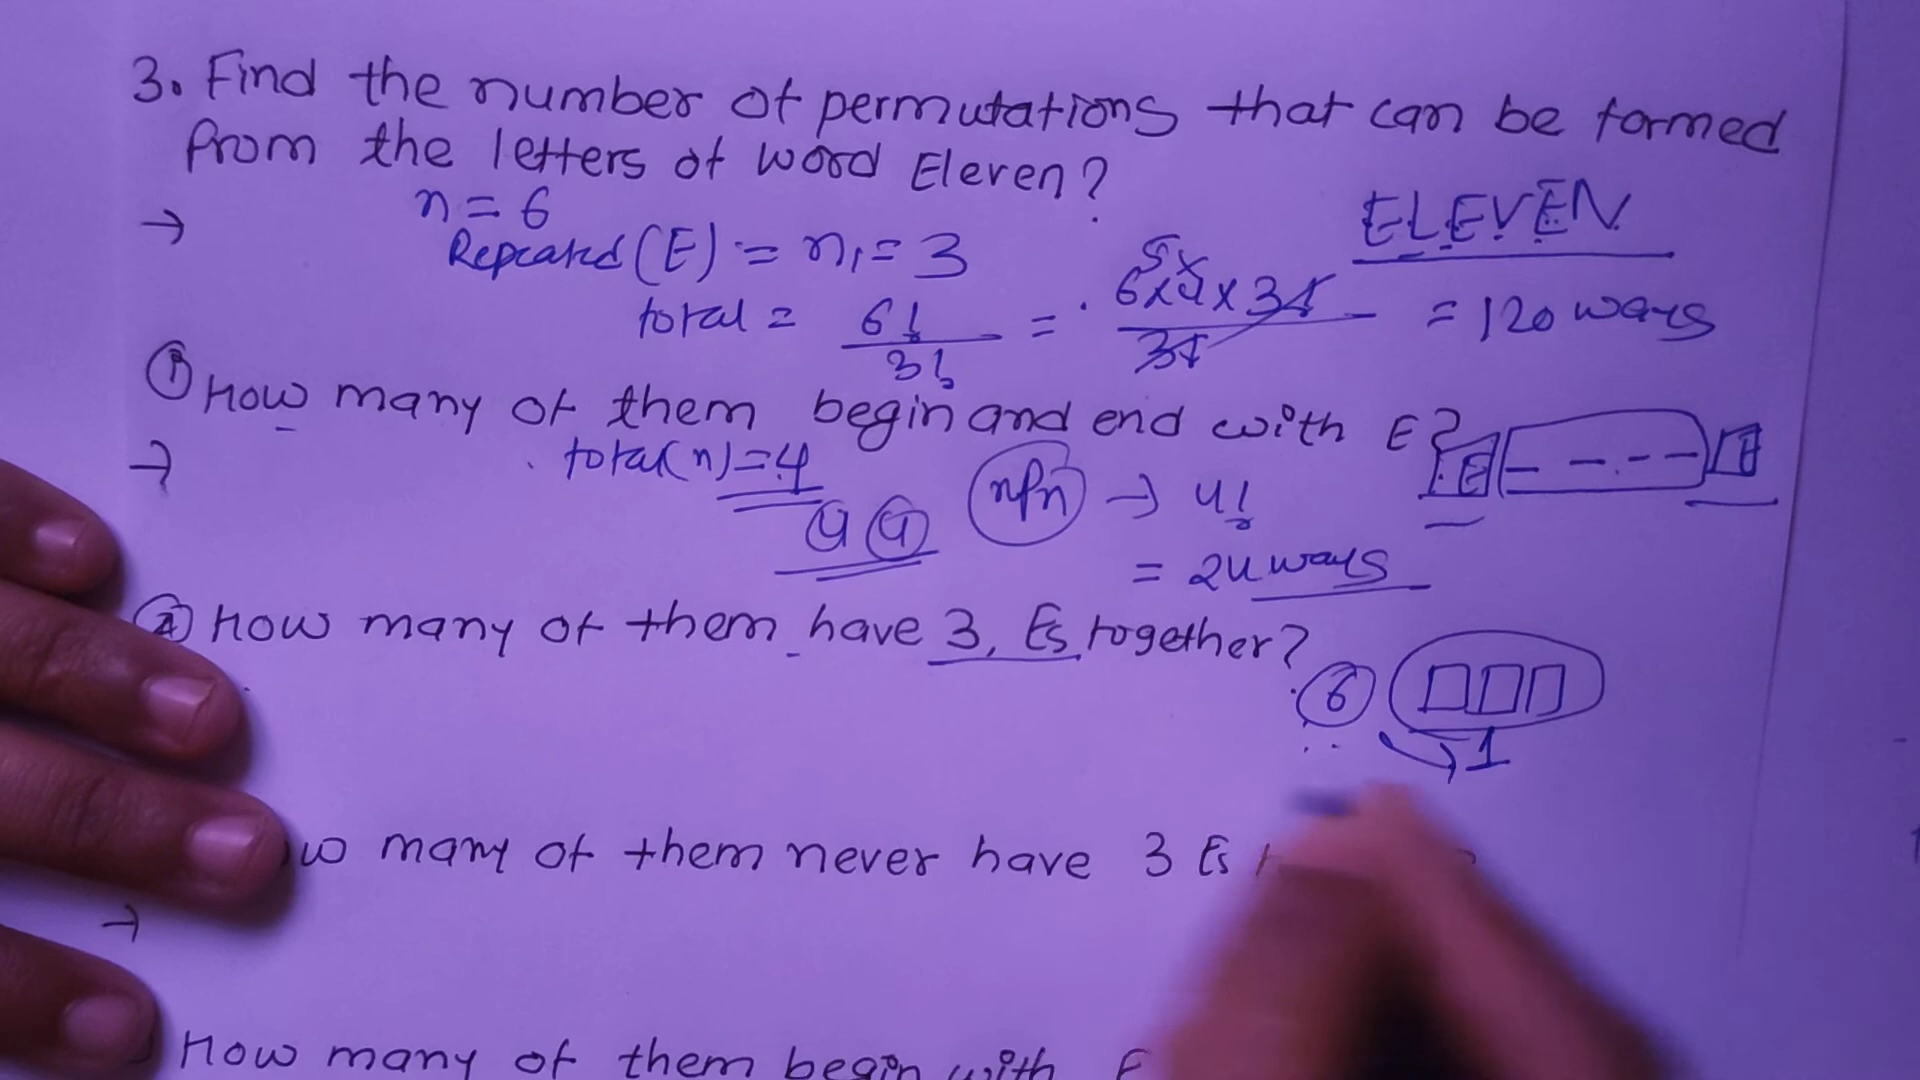 3. Find the number of permutations that can be formed
from the letters of word Eleven?
ELEVEN
→ n = 6
Repeated (E) = n₁ = 3
total = 6! / 3! = 6x5x4x3! / 3! = 120 ways
① How many of them begin and end with E?
E _ _ _ _ E
→ total(n) = 4
4 4 nPn → 4!
= 24 ways
② How many of them have 3, Es together?
6
→ 1
ow many of them never have 3 Es
→
How many of them begin with E